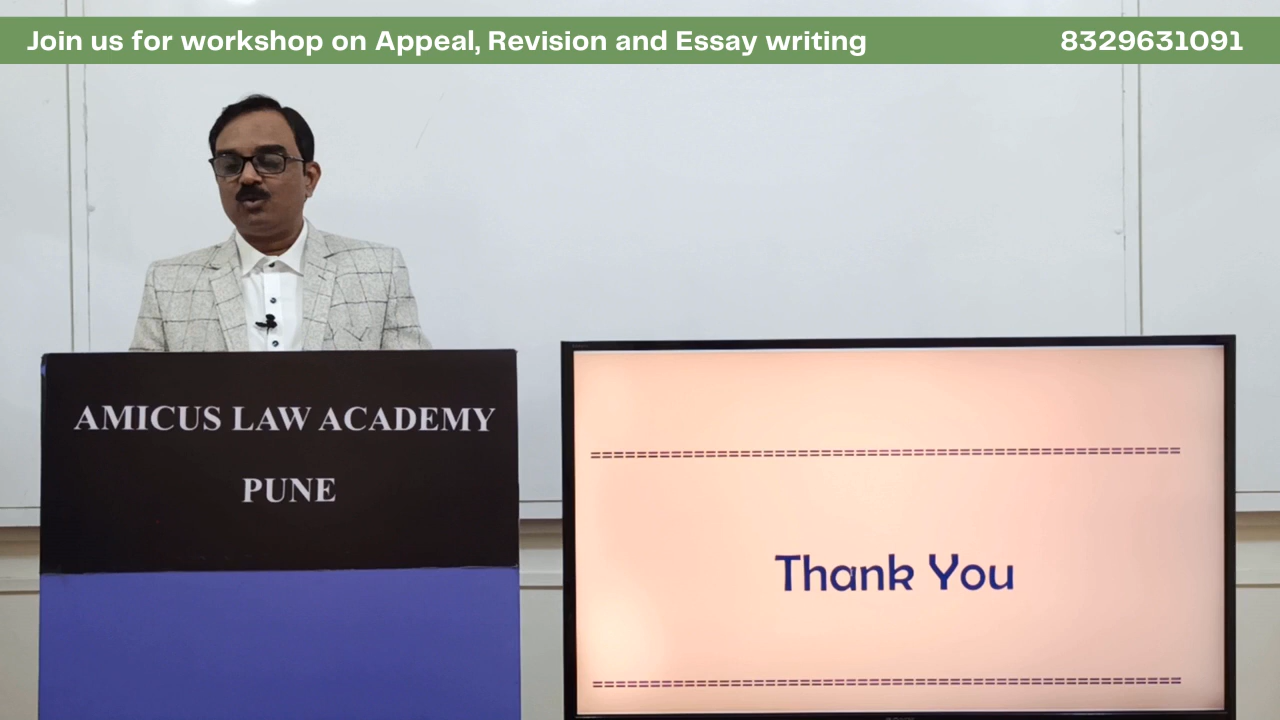 Join us for workshop on Appeal, Revision and Essay writing 8329631091
AMICUS LAW ACADEMY
PUNE
===========================================================
Thank You
===========================================================